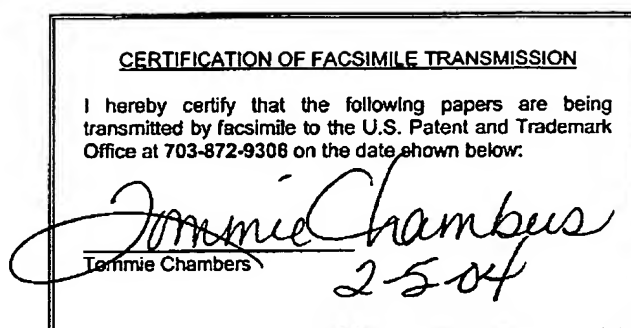 CERTIFICATION OF FACSIMILE TRANSMISSION
I hereby certify that the following papers are being
transmitted by facsimile to the U.S. Patent and Trademark
Office at 703-872-9306 on the date shown below:
Tommie Chambers
Tommie Chambers
2-5-04